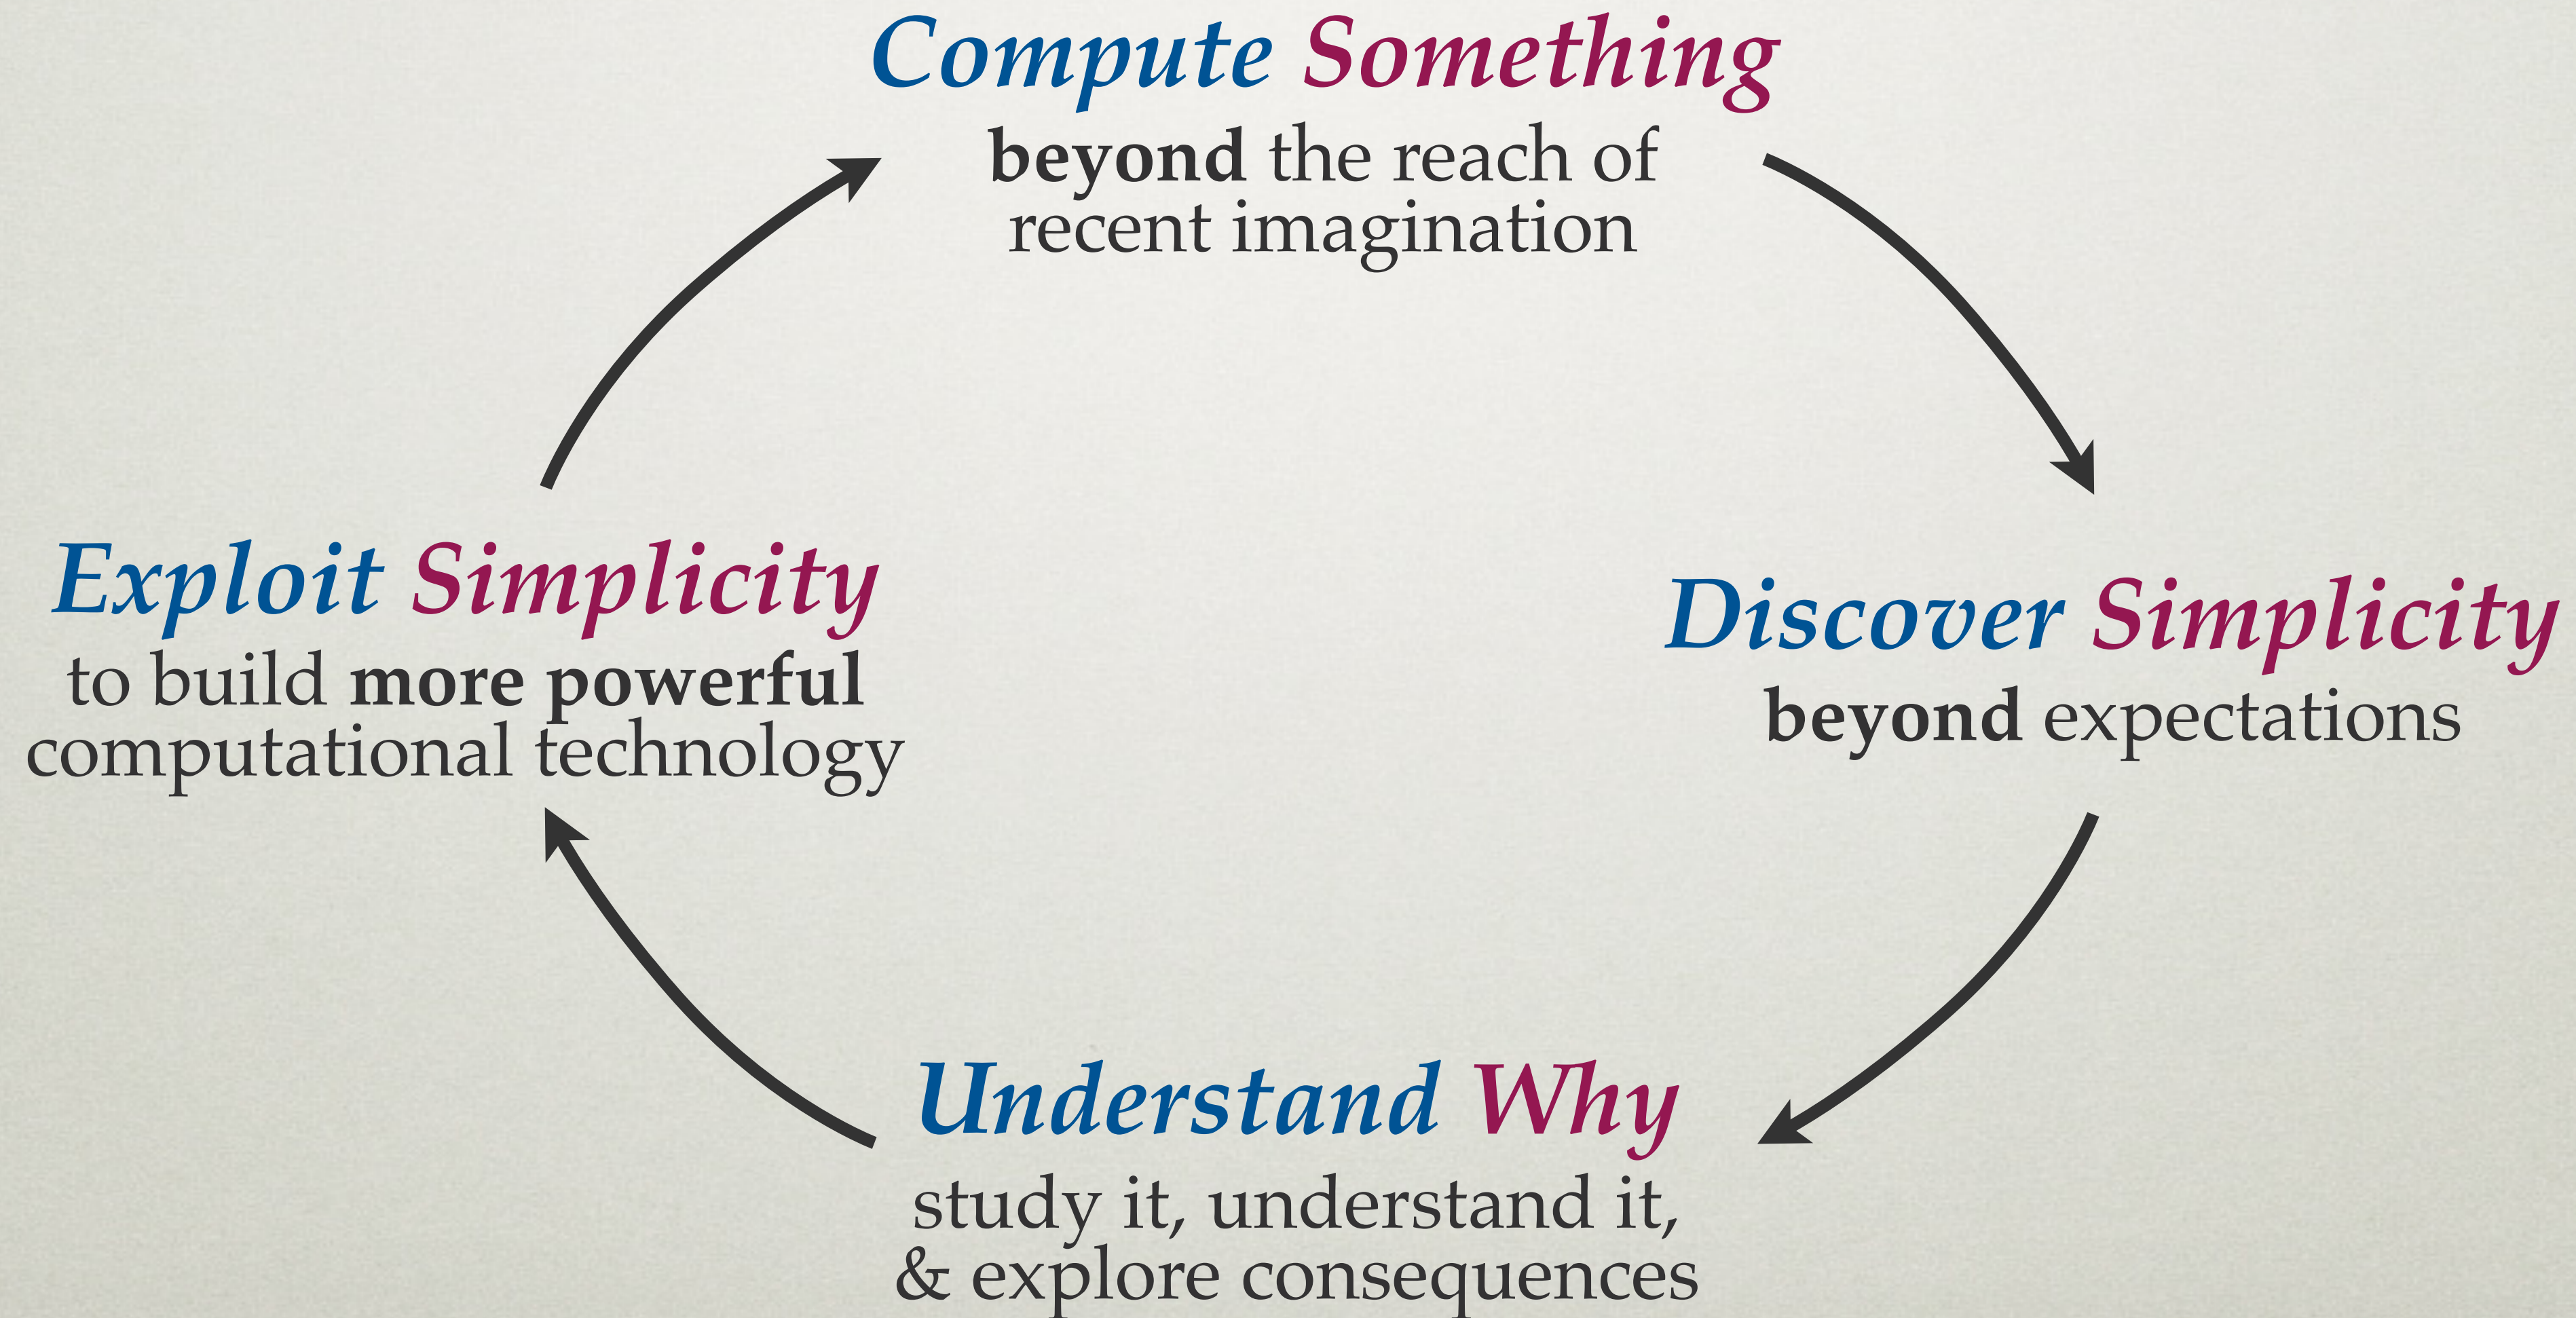 Compute Something
beyond the reach of
recent imagination
Discover Simplicity
beyond expectations
Understand Why
study it, understand it,
& explore consequences
Exploit Simplicity
to build more powerful
computational technology